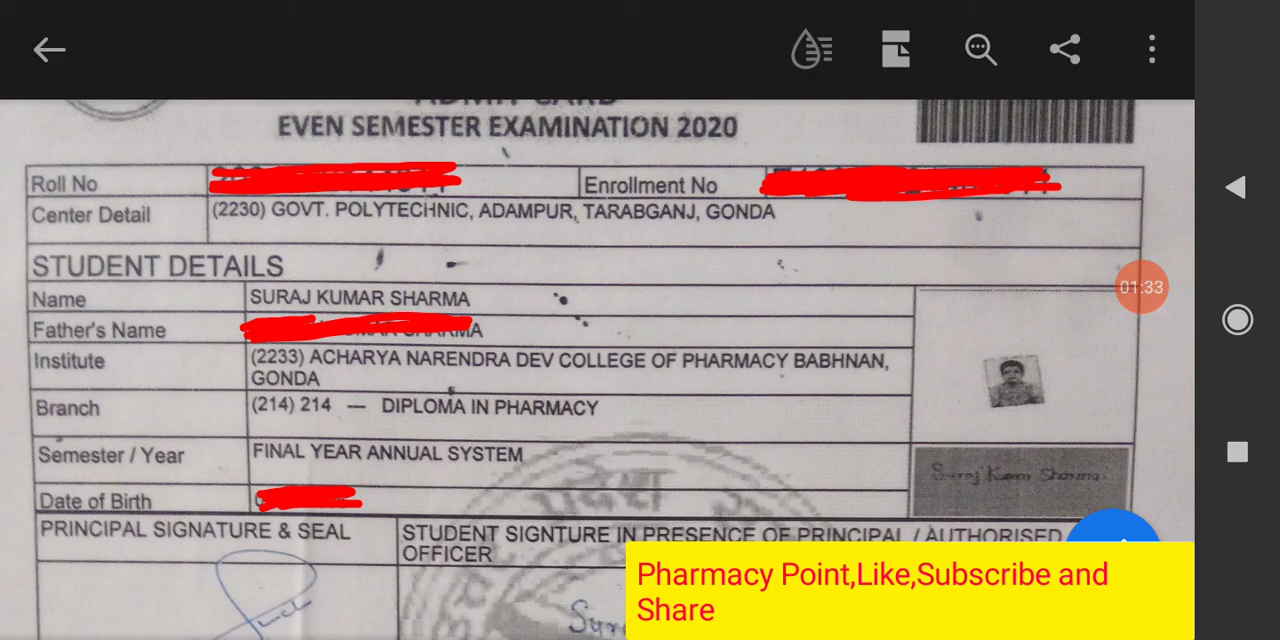 ADMIT CARD
EVEN SEMESTER EXAMINATION 2020
Roll No
Enrollment No
Center Detail
(2230) GOVT. POLYTECHNIC, ADAMPUR, TARABGANJ, GONDA
STUDENT DETAILS
Name
SURAJ KUMAR SHARMA
01:33
Father's Name
SHARMA
Institute
(2233) ACHARYA NARENDRA DEV COLLEGE OF PHARMACY BABHNAN,
GONDA
Branch
(214) 214 — DIPLOMA IN PHARMACY
Semester / Year
FINAL YEAR ANNUAL SYSTEM
Suraj Kumar Sharma
Date of Birth
PRINCIPAL SIGNATURE & SEAL
STUDENT SIGNTURE IN PRESENCE OF PRINCIPAL / AUTHORISED
OFFICER
Pharmacy Point,Like,Subscribe and
Share